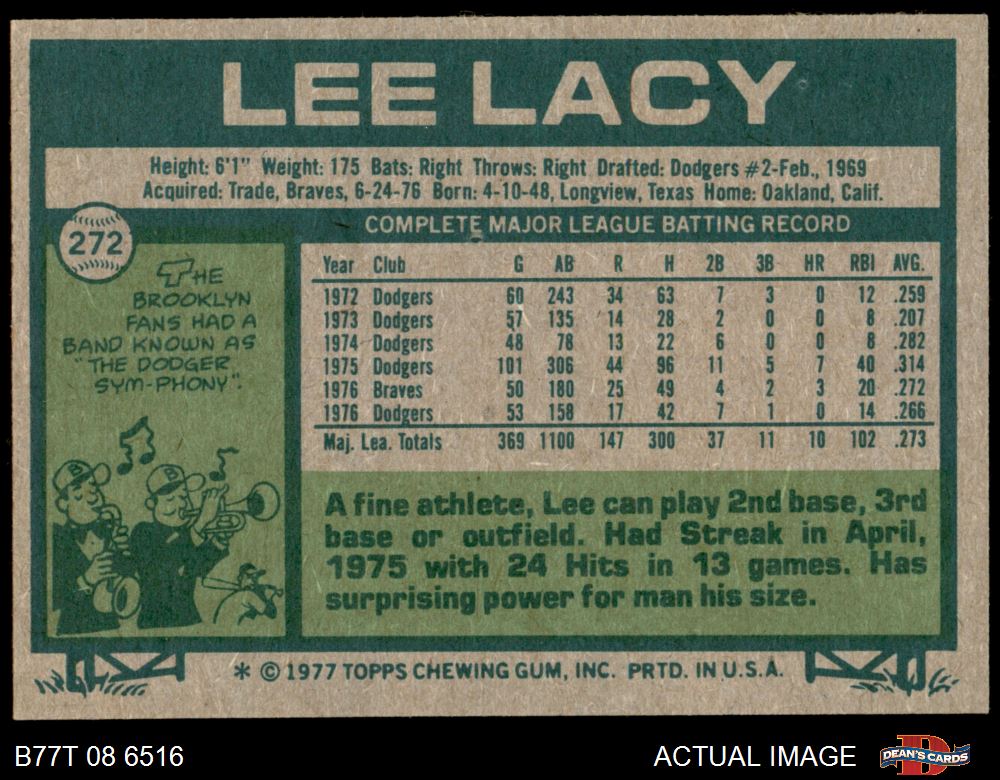 LEE LACY
Height: 6'1" Weight: 175 Bats: Right Throws: Right Drafted: Dodgers #2-Feb., 1969
Acquired: Trade, Braves, 6-24-76 Born: 4-10-48, Longview, Texas Home: Oakland, Calif.
272
THE
BROOKLYN
FANS HAD A
BAND KNOWN AS
"THE DODGER
SYM-PHONY".
B
B
COMPLETE MAJOR LEAGUE BATTING RECORD
Year Club G AB R H 2B 3B HR RBI AVG.
1972 Dodgers 60 243 34 63 7 3 0 12 .259
1973 Dodgers 57 135 14 28 2 0 0 8 .207
1974 Dodgers 48 78 13 22 6 0 0 8 .282
1975 Dodgers 101 306 44 96 11 5 7 40 .314
1976 Braves 50 180 25 49 4 2 3 20 .272
1976 Dodgers 53 158 17 42 7 1 0 14 .266
Maj. Lea. Totals 369 1100 147 300 37 11 10 102 .273
A fine athlete, Lee can play 2nd base, 3rd
base or outfield. Had Streak in April,
1975 with 24 Hits in 13 games. Has
surprising power for man his size.
* © 1977 TOPPS CHEWING GUM, INC. PRTD. IN U.S.A.
B77T 08 6516
ACTUAL IMAGE
D
DEAN'S CARDS